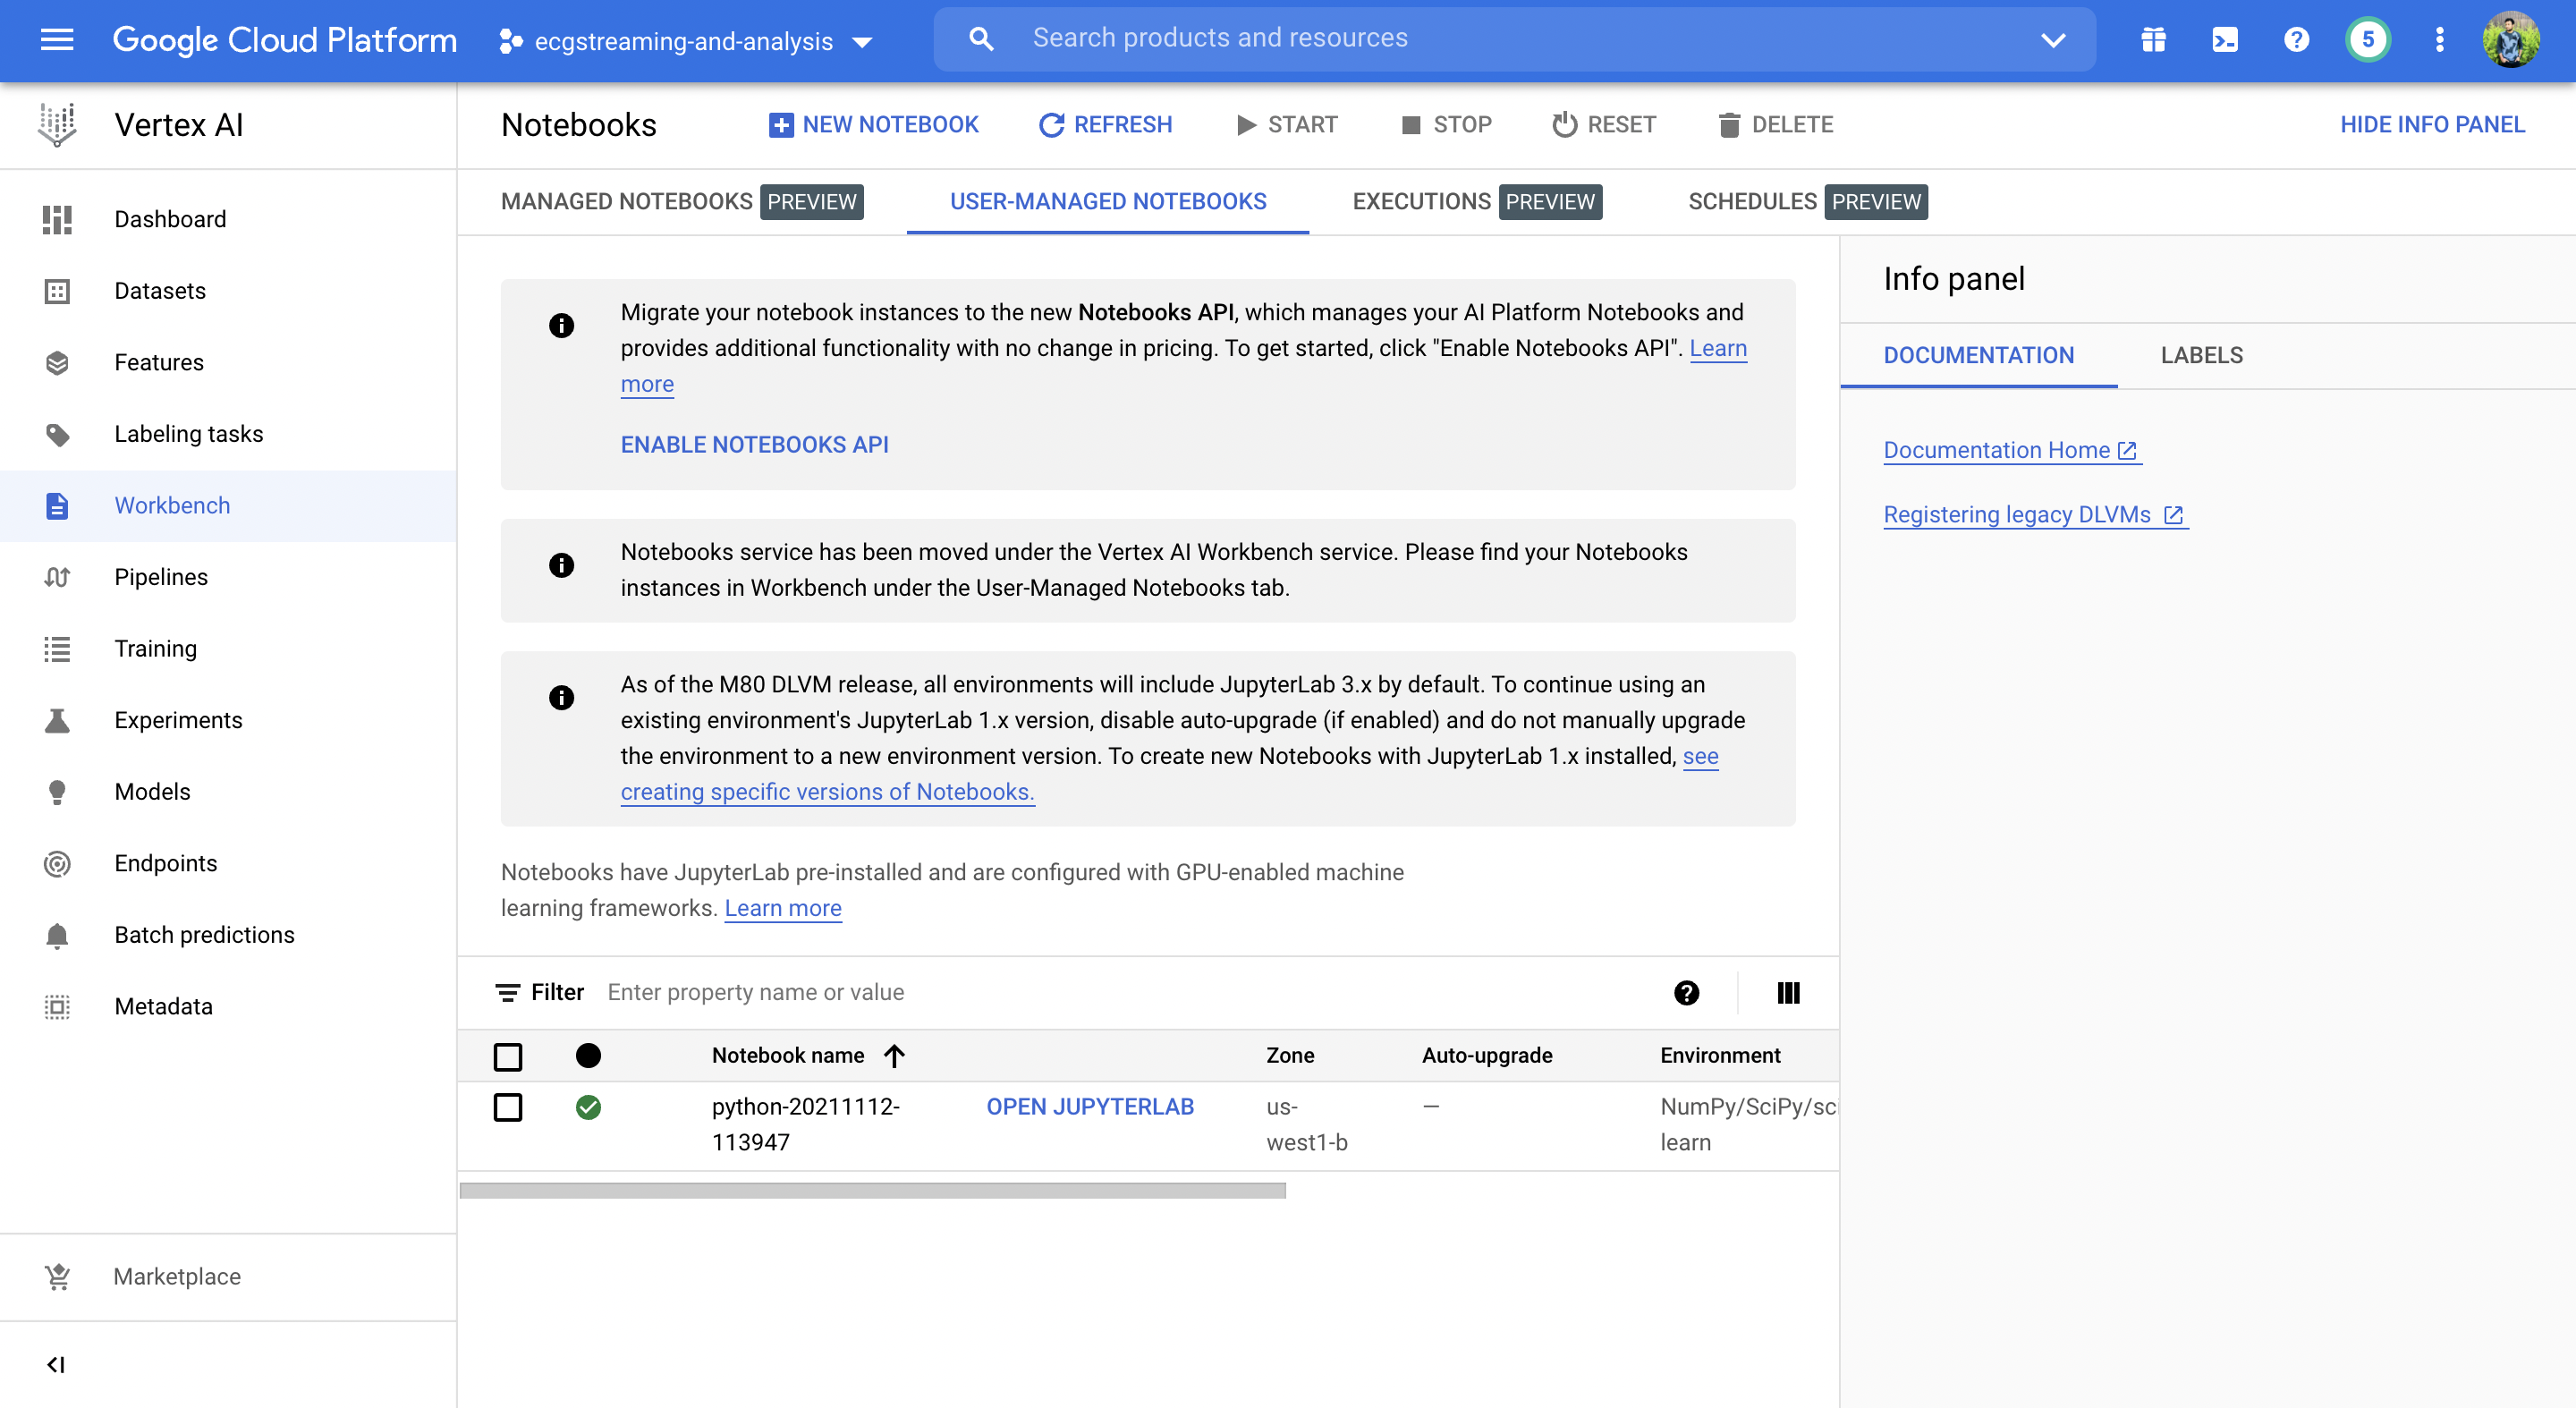 Google Cloud Platform
ecgstreaming-and-analysis
Search products and resources
5
Vertex AI
Notebooks
NEW NOTEBOOK
REFRESH
START
STOP
RESET
DELETE
HIDE INFO PANEL
Dashboard
Datasets
Features
Labeling tasks
Workbench
Pipelines
Training
Experiments
Models
Endpoints
Batch predictions
Metadata
Marketplace
MANAGED NOTEBOOKS PREVIEW
USER-MANAGED NOTEBOOKS
EXECUTIONS PREVIEW
SCHEDULES PREVIEW
Migrate your notebook instances to the new Notebooks API, which manages your AI Platform Notebooks and
provides additional functionality with no change in pricing. To get started, click "Enable Notebooks API". Learn
more
ENABLE NOTEBOOKS API
Notebooks service has been moved under the Vertex AI Workbench service. Please find your Notebooks
instances in Workbench under the User-Managed Notebooks tab.
As of the M80 DLVM release, all environments will include JupyterLab 3.x by default. To continue using an
existing environment's JupyterLab 1.x version, disable auto-upgrade (if enabled) and do not manually upgrade
the environment to a new environment version. To create new Notebooks with JupyterLab 1.x installed, see
creating specific versions of Notebooks.
Notebooks have JupyterLab pre-installed and are configured with GPU-enabled machine
learning frameworks. Learn more
Filter Enter property name or value
Notebook name
Zone
Auto-upgrade
Environment
python-20211112-
113947
OPEN JUPYTERLAB
us-
west1-b
—
NumPy/SciPy/sci
learn
Info panel
DOCUMENTATION
LABELS
Documentation Home
Registering legacy DLVMs